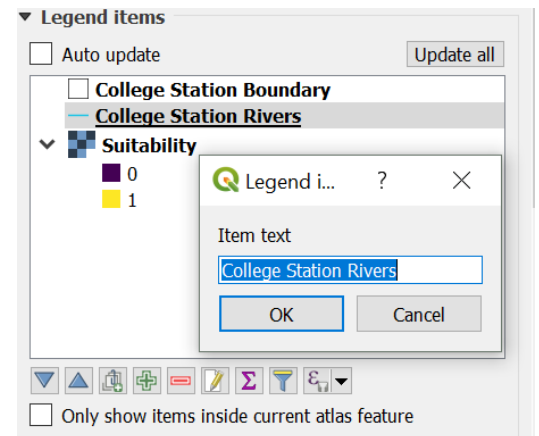 Legend items
Auto update
Update all
College Station Boundary
College Station Rivers
Suitability
0
1
Legend i...
?
Item text
College Station Rivers
OK
Cancel
Σ
ε
Only show items inside current atlas feature